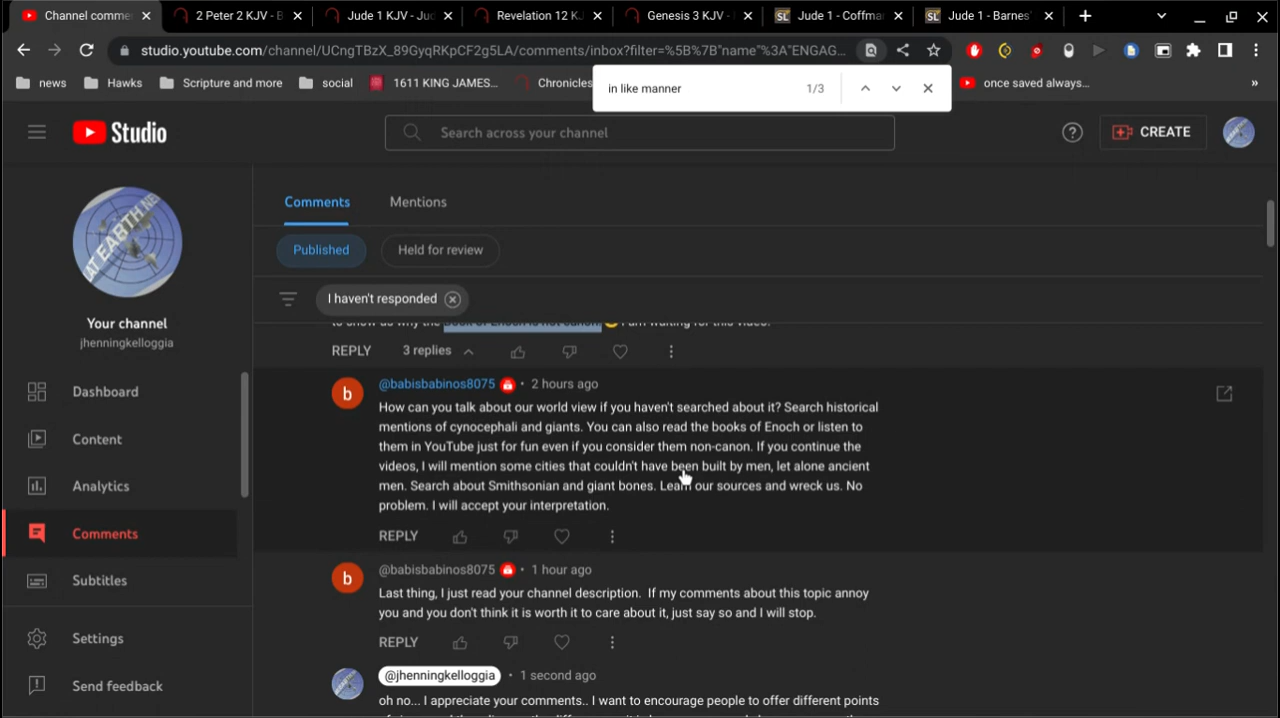 Channel comme
2 Peter 2 KJV - B
Jude 1 KJV - Jud
Revelation 12 KJ
Genesis 3 KJV -
SL Jude 1 - Coffma
SL Jude 1 - Barnes'
studio.youtube.com/channel/UCngTBzX_89GyqRKpCF2g5LA/comments/inbox?filter=%5B%7B"name"%3A"ENGAG...
news
Hawks
Scripture and more
social
1611 KING JAMES...
Chronicles
once saved always...
»
in like manner 1/3
Studio
Search across your channel
CREATE
Your channel
jhenningkelloggia
Dashboard
Content
Analytics
Comments
Subtitles
Settings
Send feedback
Comments Mentions
Published Held for review
I haven't responded
REPLY 3 replies
b @babisbabinos8075 • 2 hours ago
How can you talk about our world view if you haven't searched about it? Search historical
mentions of cynocephali and giants. You can also read the books of Enoch or listen to
them in YouTube just for fun even if you consider them non-canon. If you continue the
videos, I will mention some cities that couldn't have been built by men, let alone ancient
men. Search about Smithsonian and giant bones. Learn our sources and wreck us. No
problem. I will accept your interpretation.
REPLY
b @babisbabinos8075 • 1 hour ago
Last thing, I just read your channel description. If my comments about this topic annoy
you and you don't think it is worth it to care about it, just say so and I will stop.
REPLY
@jhenningkelloggia • 1 second ago
oh no... I appreciate your comments.. I want to encourage people to offer different points